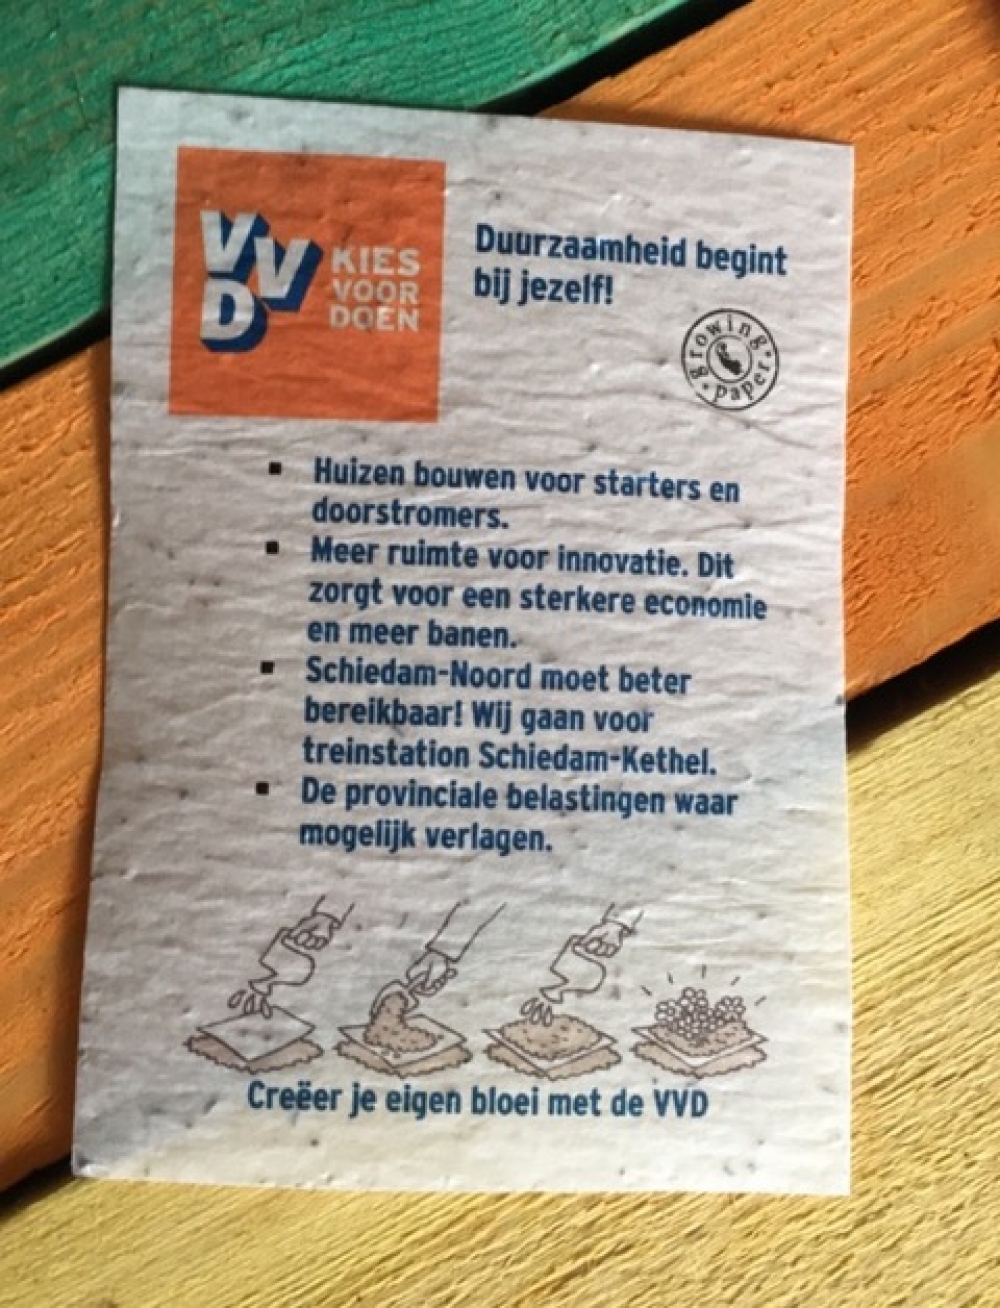 VVD
KIES
VOOR
DOEN
Duurzaamheid begint
bij jezelf!
growing paper
▪ Huizen bouwen voor starters en
doorstromers.
▪ Meer ruimte voor innovatie. Dit
zorgt voor een sterkere economie
en meer banen.
▪ Schiedam-Noord moet beter
bereikbaar! Wij gaan voor
treinstation Schiedam-Kethel.
▪ De provinciale belastingen waar
mogelijk verlagen.
Creëer je eigen bloei met de VVD